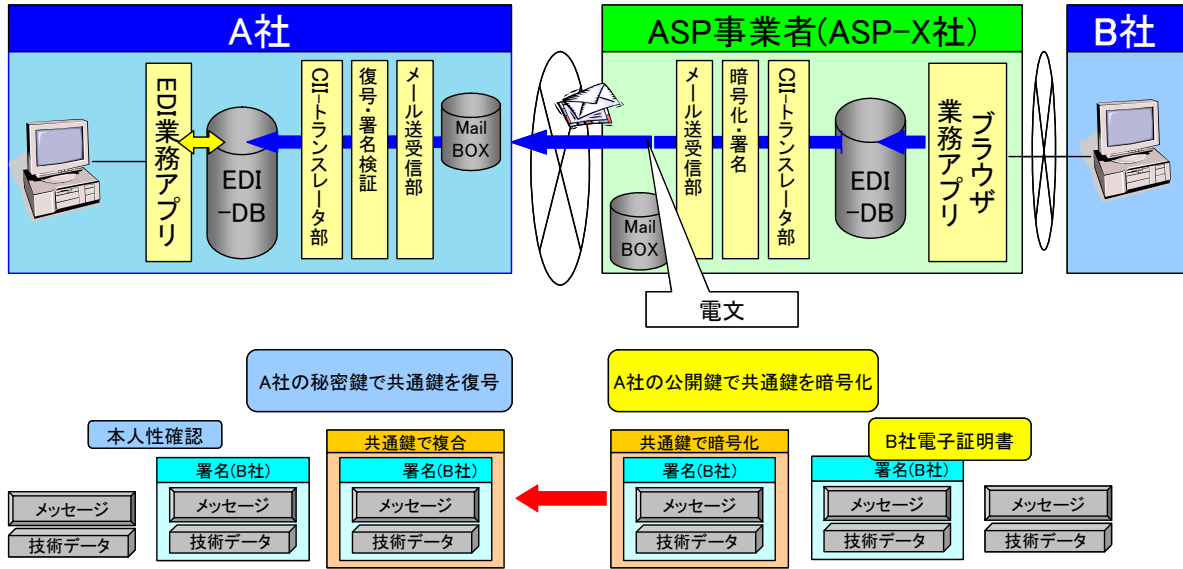 A社
ASP事業者(ASP-X社)
B社
EDI業務アプリ
EDI
-DB
CII-トランスレータ部
復号・署名検証
メール送受信部
Mail
BOX
Mail
BOX
メール送受信部
暗号化・署名
CII-トランスレータ部
EDI
-DB
ブラウザ
業務アプリ
電文
A社の秘密鍵で共通鍵を復号
A社の公開鍵で共通鍵を暗号化
本人性確認
B社電子証明書
共通鍵で複合
共通鍵で暗号化
署名(B社)
署名(B社)
署名(B社)
署名(B社)
メッセージ
メッセージ
メッセージ
メッセージ
メッセージ
メッセージ
技術データ
技術データ
技術データ
技術データ
技術データ
技術データ